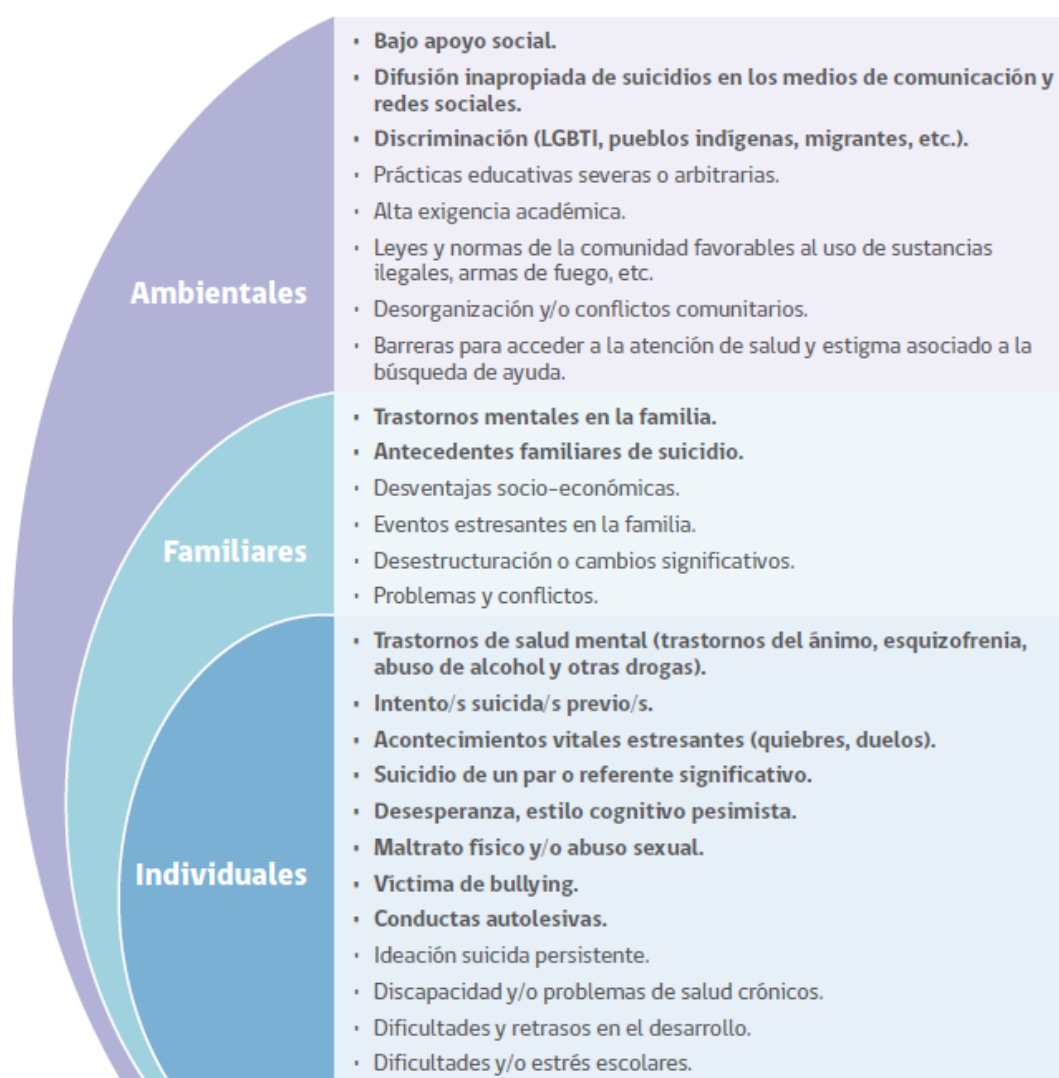 Ambientales
· Bajo apoyo social.
· Difusión inapropiada de suicidios en los medios de comunicación y
redes sociales.
· Discriminación (LGBTI, pueblos indígenas, migrantes, etc.).
· Prácticas educativas severas o arbitrarias.
· Alta exigencia académica.
· Leyes y normas de la comunidad favorables al uso de sustancias
ilegales, armas de fuego, etc.
· Desorganización y/o conflictos comunitarios.
· Barreras para acceder a la atención de salud y estigma asociado a la
búsqueda de ayuda.
Familiares
· Trastornos mentales en la familia.
· Antecedentes familiares de suicidio.
· Desventajas socio-económicas.
· Eventos estresantes en la familia.
· Desestructuración o cambios significativos.
· Problemas y conflictos.
Individuales
· Trastornos de salud mental (trastornos del ánimo, esquizofrenia,
abuso de alcohol y otras drogas).
· Intento/s suicida/s previo/s.
· Acontecimientos vitales estresantes (quiebres, duelos).
· Suicidio de un par o referente significativo.
· Desesperanza, estilo cognitivo pesimista.
· Maltrato físico y/o abuso sexual.
· Víctima de bullying.
· Conductas autolesivas.
· Ideación suicida persistente.
· Discapacidad y/o problemas de salud crónicos.
· Dificultades y retrasos en el desarrollo.
· Dificultades y/o estrés escolares.